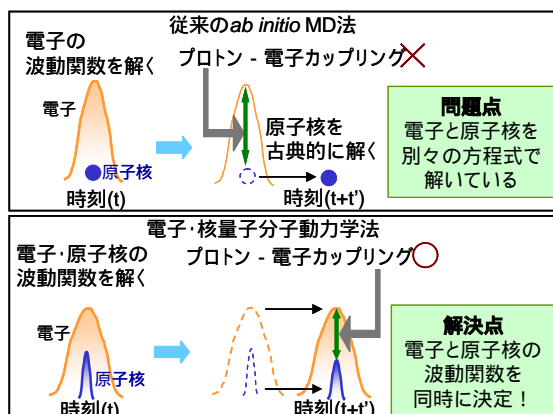 従来のab initio MD法
電子の
波動関数を解く
プロトン - 電子カップリング
電子
原子核
原子核を
古典的に解く
時刻(t)
時刻(t+t')
問題点
電子と原子核を
別々の方程式で
解いている
電子・核量子分子動力学法
電子・原子核の
波動関数を解く
プロトン - 電子カップリング
電子
原子核
時刻(t)
時刻(t+t')
解決点
電子と原子核の
波動関数を
同時に決定！